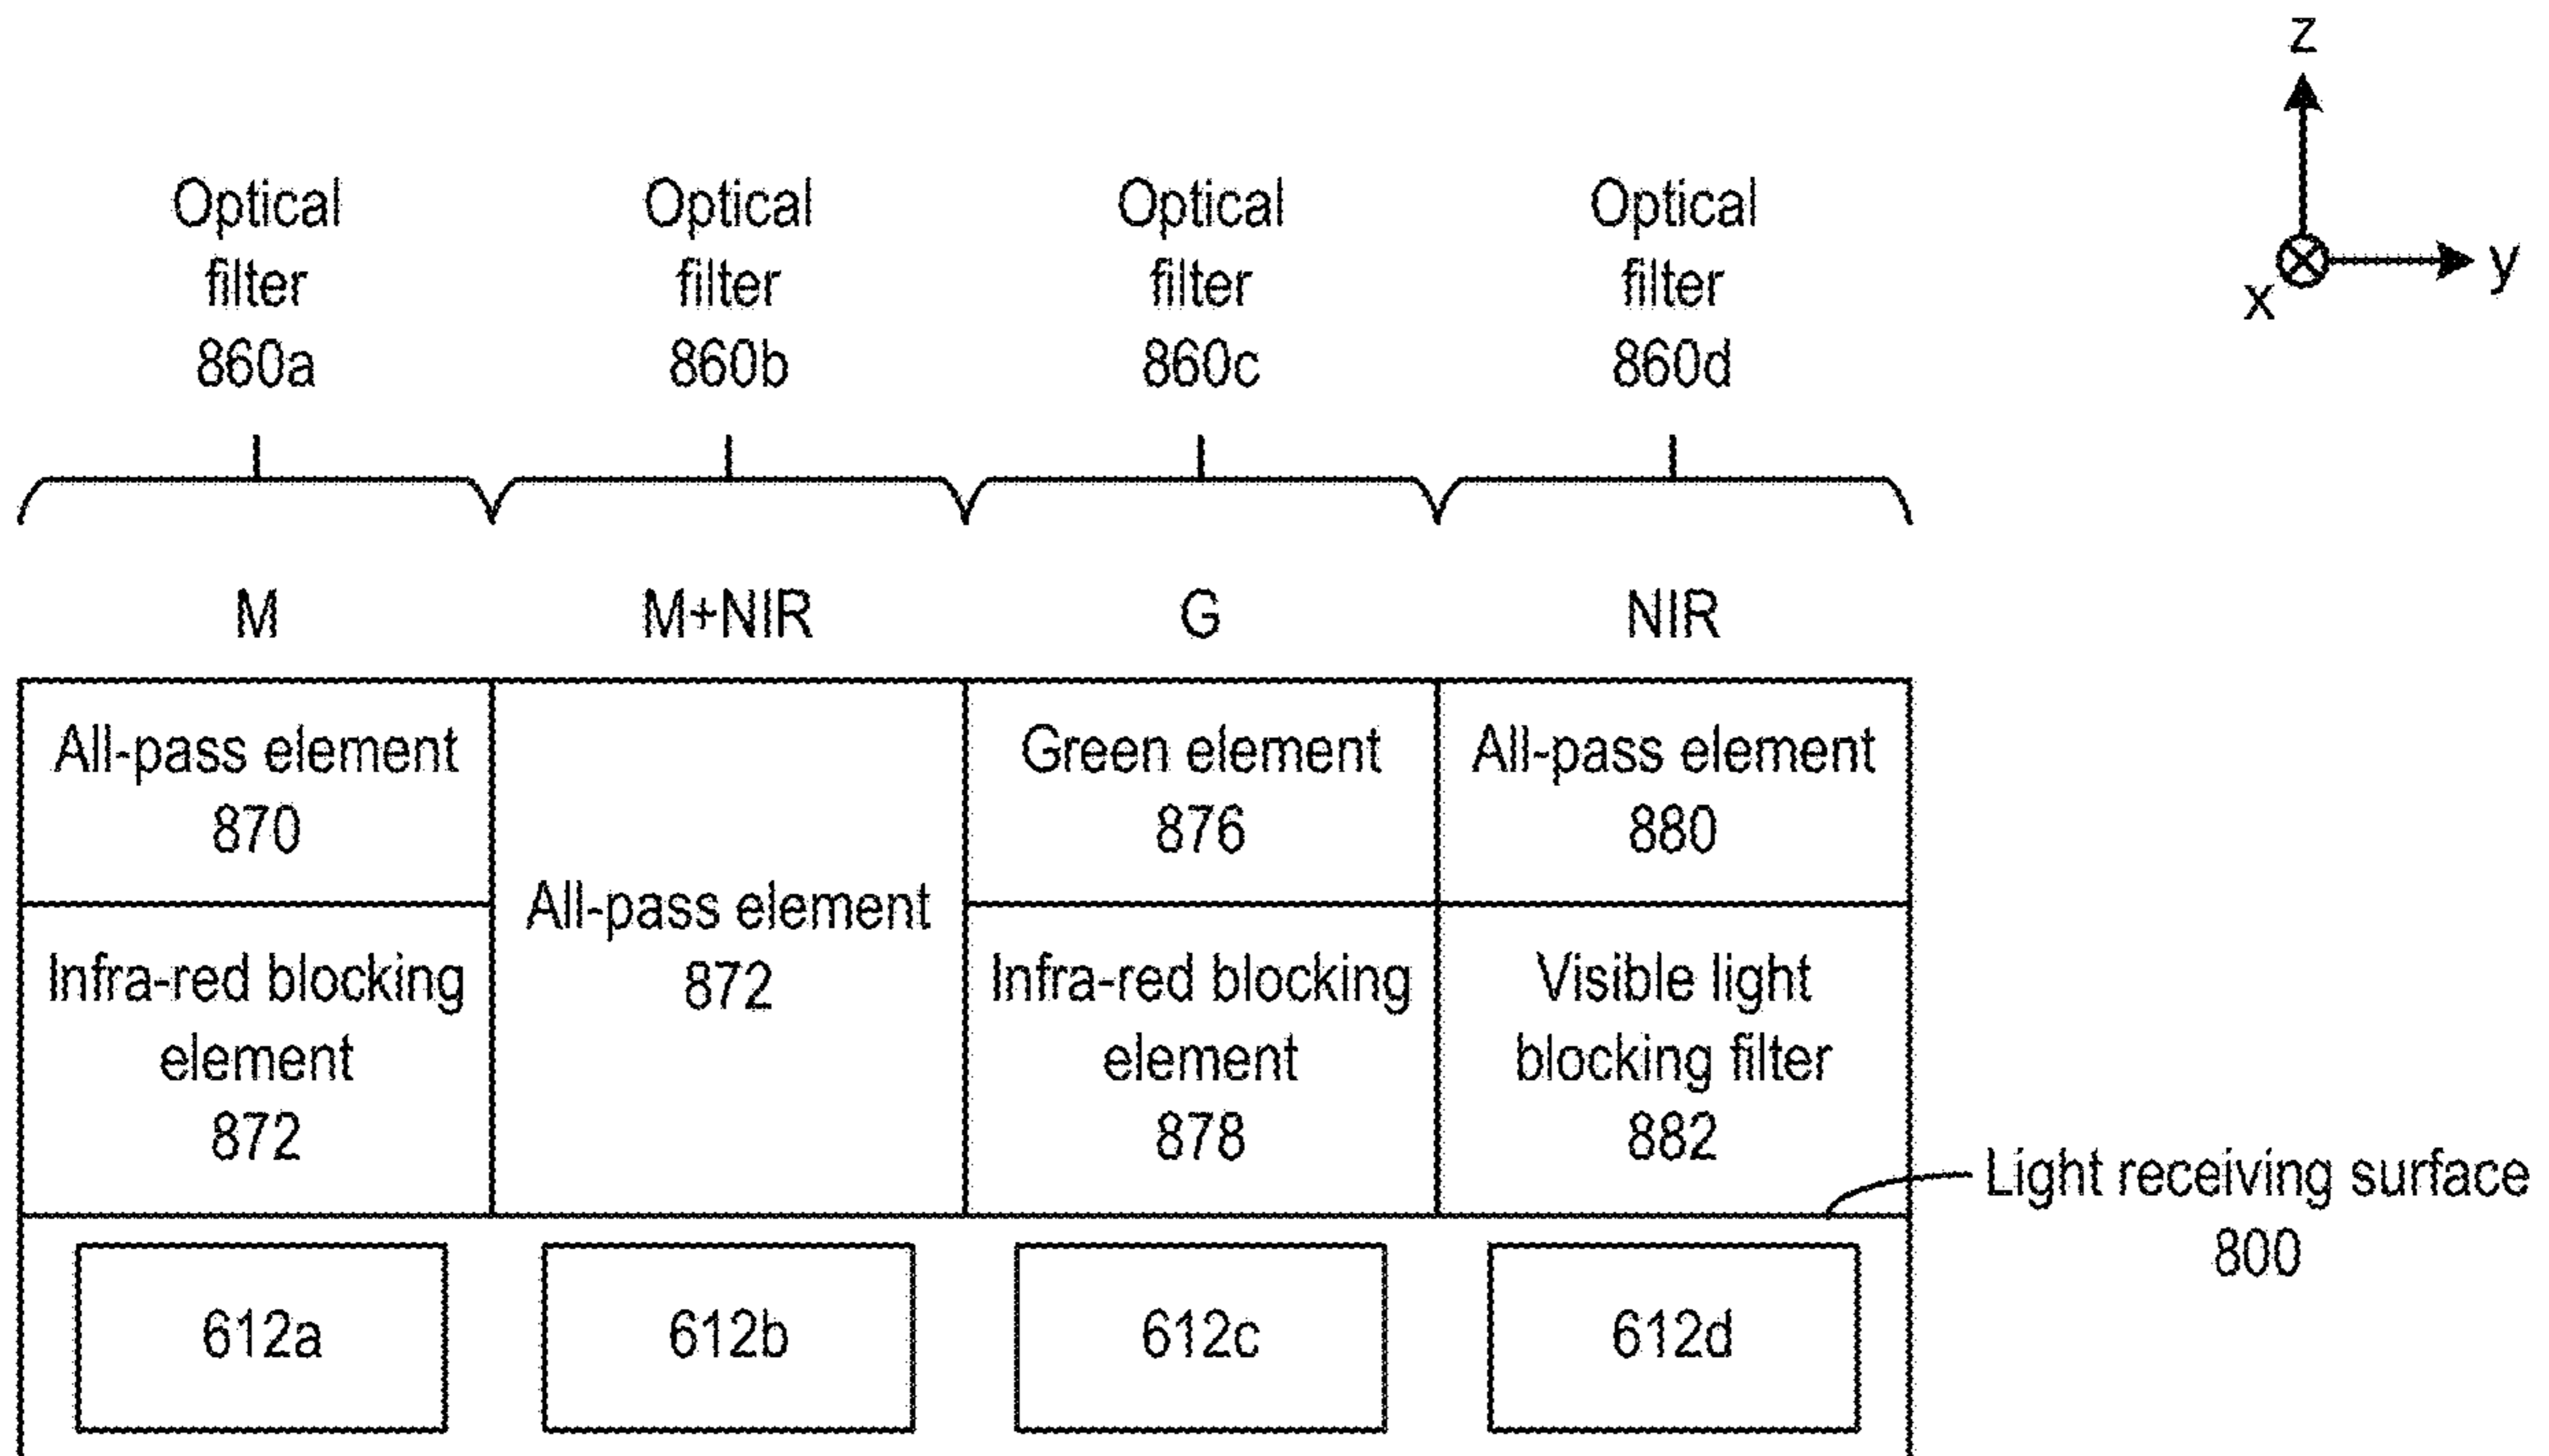 z
y
x
Optical
filter
860a
Optical
filter
860b
Optical
filter
860c
Optical
filter
860d
M
M+NIR
G
NIR
All-pass element
870
Infra-red blocking
element
872
All-pass element
872
Green element
876
Infra-red blocking
element
878
All-pass element
880
Visible light
blocking filter
882
Light receiving surface
800
612a
612b
612c
612d